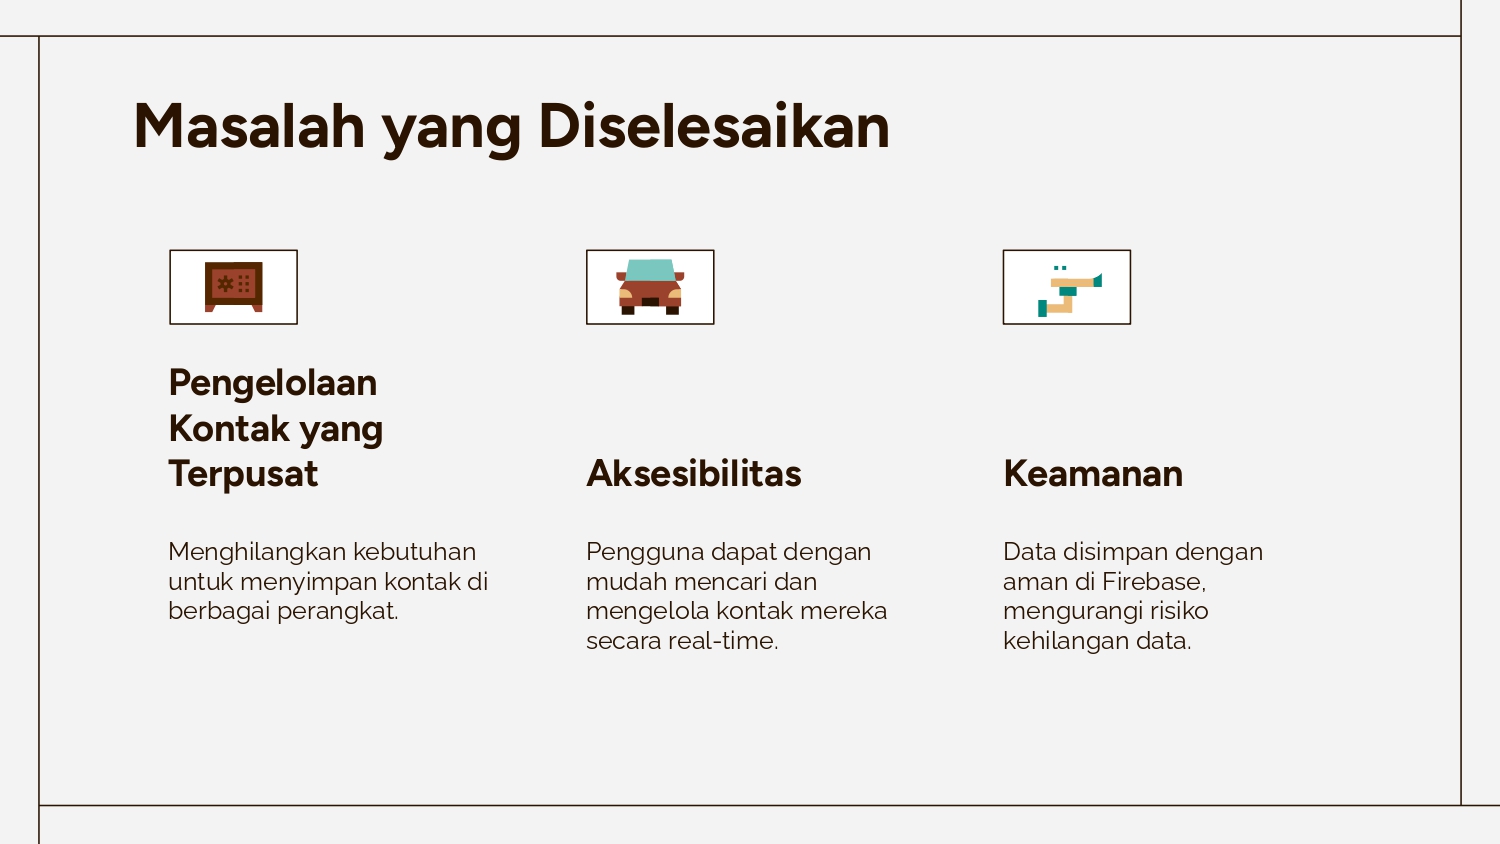 Masalah yang Diselesaikan
Pengelolaan
Kontak yang
Terpusat
Menghilangkan kebutuhan
untuk menyimpan kontak di
berbagai perangkat.
Aksesibilitas
Pengguna dapat dengan
mudah mencari dan
mengelola kontak mereka
secara real-time.
Keamanan
Data disimpan dengan
aman di Firebase,
mengurangi risiko
kehilangan data.